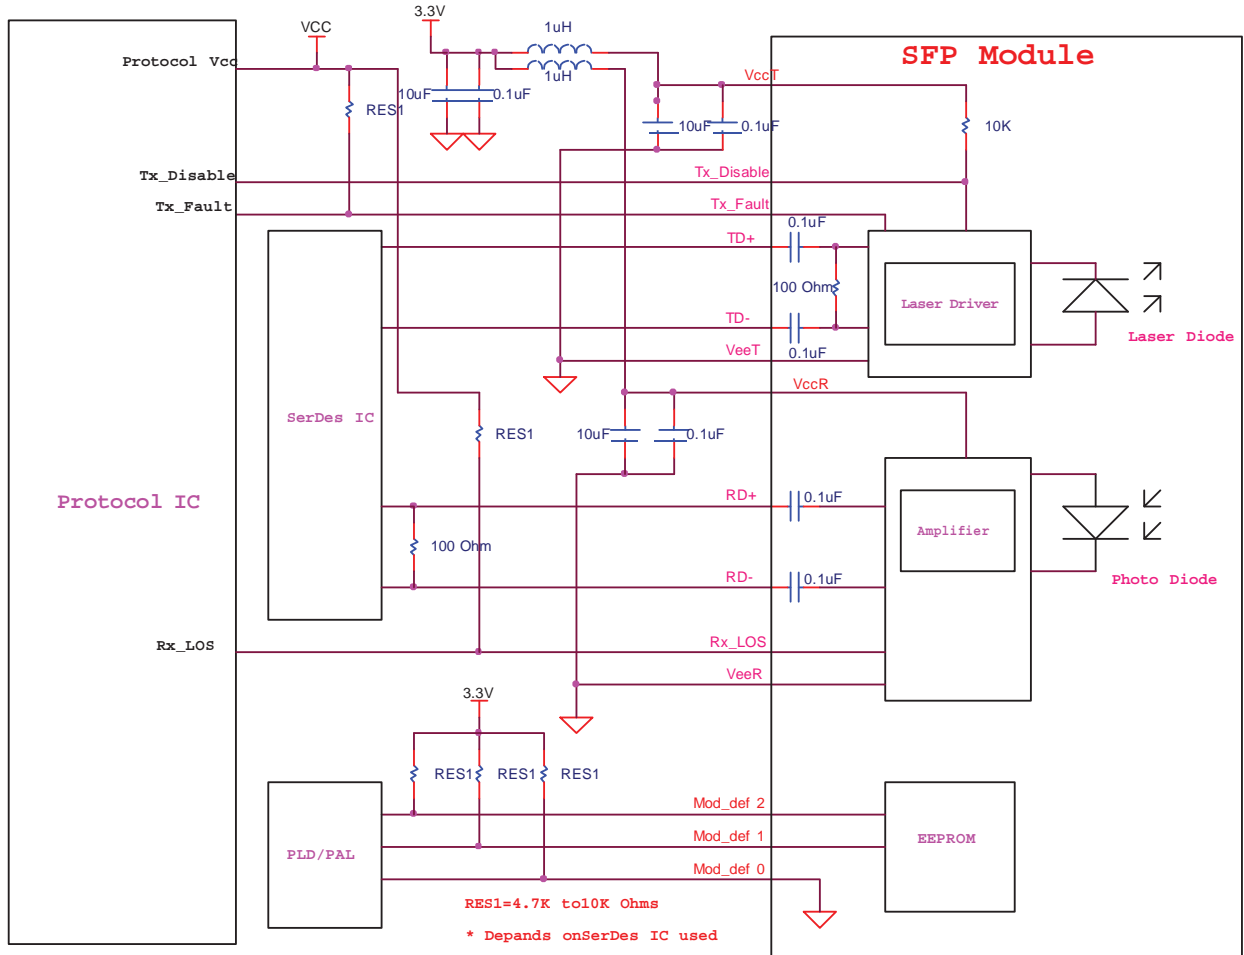 3.3V
VCC
1uH
SFP Module
Protocol Vcc
1uH
VccT
10uF
0.1uF
RES1
10uF
0.1uF
10K
Tx_Disable
Tx_Disable
Tx_Fault
Tx_Fault
0.1uF
TD+
100 Ohm
Laser Driver
TD-
Laser Diode
0.1uF
VeeT
VccR
SerDes IC
RES1
10uF
0.1uF
RD+
0.1uF
Protocol IC
Amplifier
100 Ohm
RD-
0.1uF
Photo Diode
Rx_LOS
Rx_LOS
VeeR
3.3V
RES1
RES1
RES1
Mod_def 2
Mod_def 1
EEPROM
PLD/PAL
Mod_def 0
RES1=4.7K to10K Ohms
* Depands onSerDes IC used